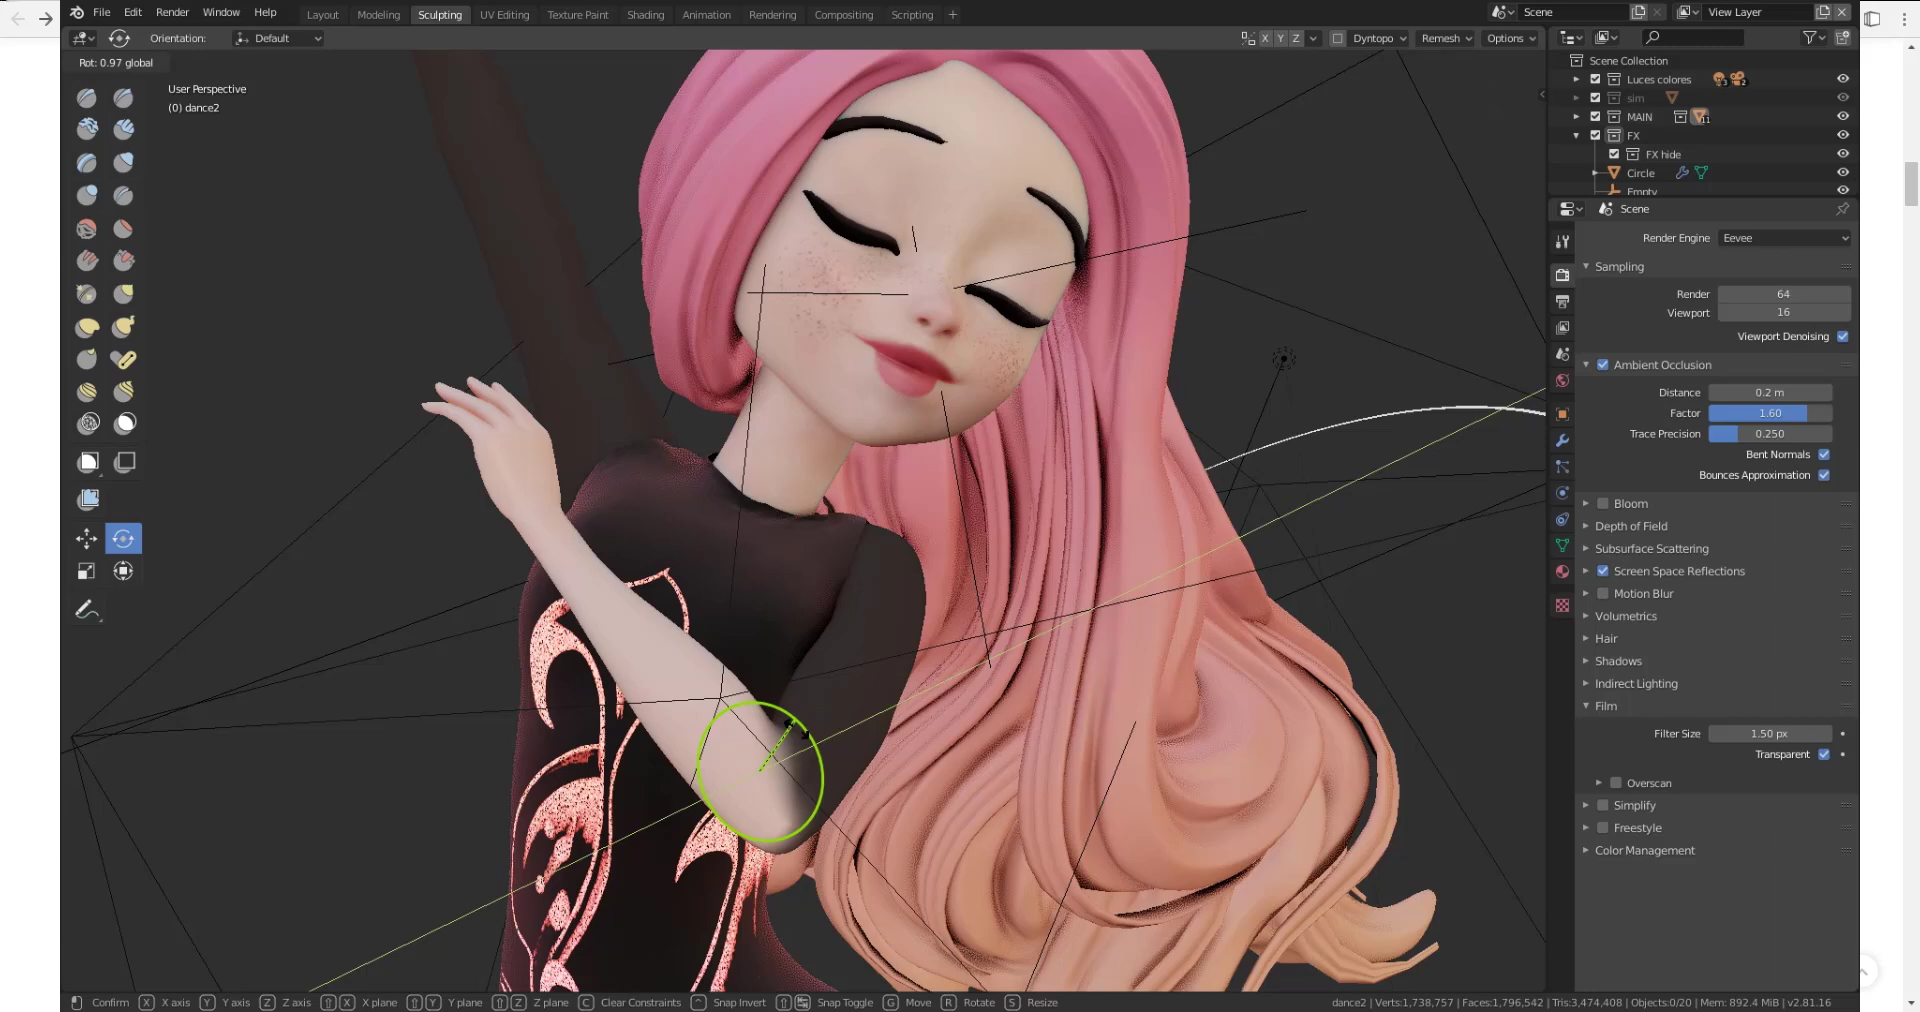 File Edit Render Window Help Layout Modeling Sculpting UV Editing Texture Paint Shading Animation Rendering Compositing Scripting + Scene View Layer
Orientation: Default X Y Z Dyntopo Remesh Options
Rot: 0.97 global
User Perspective
(0) dance2
Scene Collection
Luces colores 3 2
sim
MAIN 11
FX
FX hide
Circle
Empty
Scene
Render Engine Eevee
Sampling
Render 64
Viewport 16
Viewport Denoising
Ambient Occlusion
Distance 0.2 m
Factor 1.60
Trace Precision 0.250
Bent Normals
Bounces Approximation
Bloom
Depth of Field
Subsurface Scattering
Screen Space Reflections
Motion Blur
Volumetrics
Hair
Shadows
Indirect Lighting
Film
Filter Size 1.50 px
Transparent
Overscan
Simplify
Freestyle
Color Management
Confirm X X axis Y Y axis Z Z axis X X plane Y Y plane Z Z plane C Clear Constraints Snap Invert Snap Toggle G Move R Rotate S Resize dance2 | Verts:1,738,757 | Faces:1,796,542 | Tris:3,474,408 | Objects:0/20 | Mem: 892.4 MiB | v2.81.16